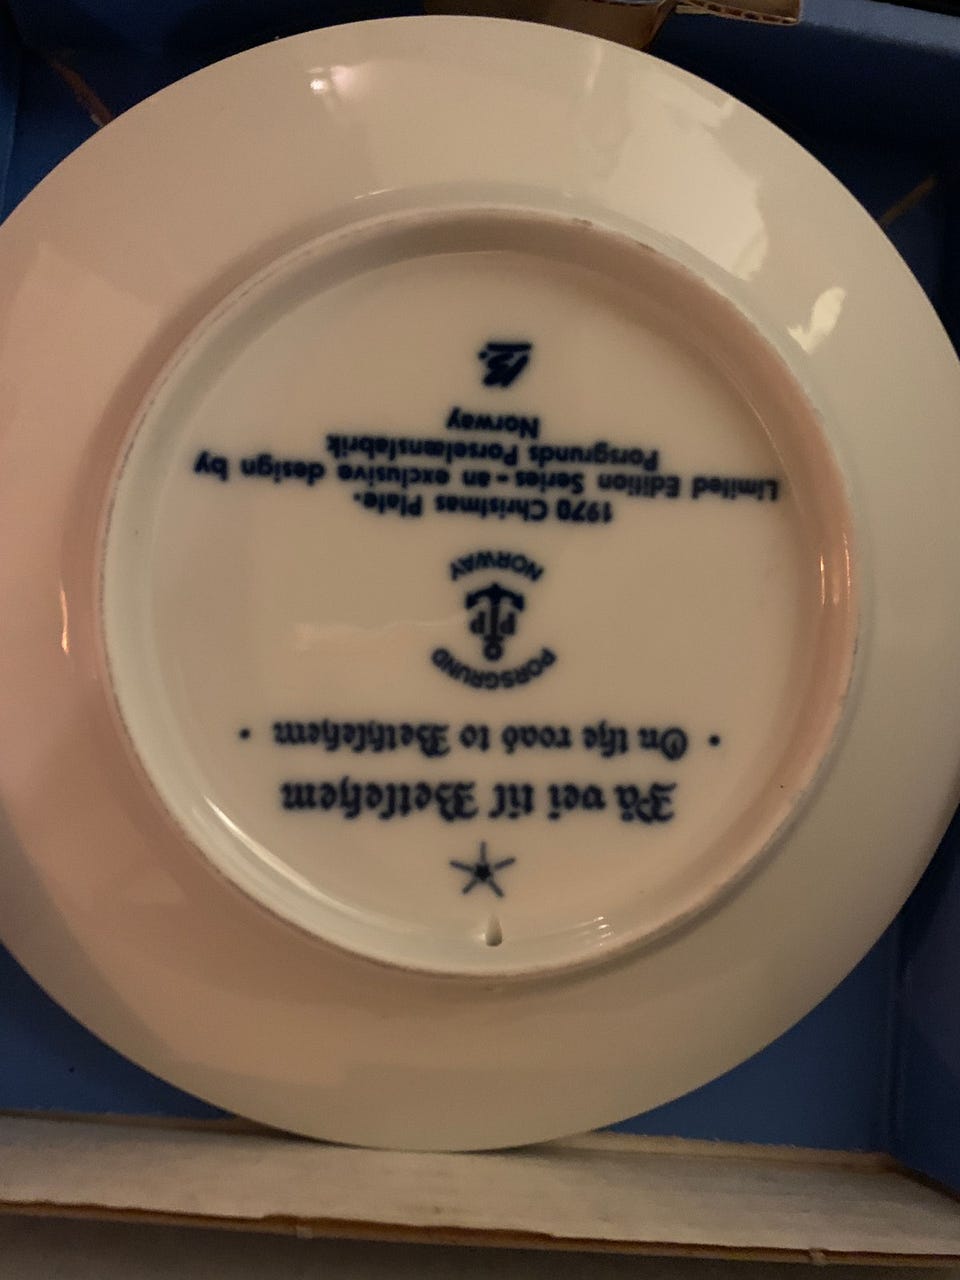 På vei til Betlehem
• On the road to Bethlehem •
PORSGRUND
PP
NORWAY
1970 Christmas Plate.
Limited Edition Series - an exclusive design by
Porsgrunds Porselænsfabrik
Norway